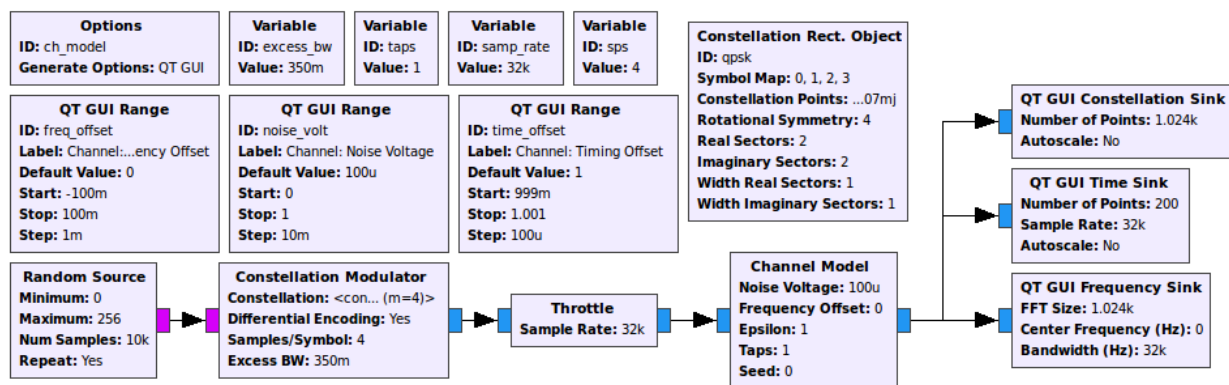 Options
ID: ch_model
Generate Options: QT GUI
Variable
ID: excess_bw
Value: 350m
Variable
ID: taps
Value: 1
Variable
ID: samp_rate
Value: 32k
Variable
ID: sps
Value: 4
Constellation Rect. Object
ID: qpsk
Symbol Map: 0, 1, 2, 3
Constellation Points: ...07mj
Rotational Symmetry: 4
Real Sectors: 2
Imaginary Sectors: 2
Width Real Sectors: 1
Width Imaginary Sectors: 1
QT GUI Range
ID: freq_offset
Label: Channel:...ency Offset
Default Value: 0
Start: -100m
Stop: 100m
Step: 1m
QT GUI Range
ID: noise_volt
Label: Channel: Noise Voltage
Default Value: 100u
Start: 0
Stop: 1
Step: 10m
QT GUI Range
ID: time_offset
Label: Channel: Timing Offset
Default Value: 1
Start: 999m
Stop: 1.001
Step: 100u
QT GUI Constellation Sink
Number of Points: 1.024k
Autoscale: No
QT GUI Time Sink
Number of Points: 200
Sample Rate: 32k
Autoscale: No
Random Source
Minimum: 0
Maximum: 256
Num Samples: 10k
Repeat: Yes
Constellation Modulator
Constellation: <con... (m=4)>
Differential Encoding: Yes
Samples/Symbol: 4
Excess BW: 350m
Throttle
Sample Rate: 32k
Channel Model
Noise Voltage: 100u
Frequency Offset: 0
Epsilon: 1
Taps: 1
Seed: 0
QT GUI Frequency Sink
FFT Size: 1.024k
Center Frequency (Hz): 0
Bandwidth (Hz): 32k